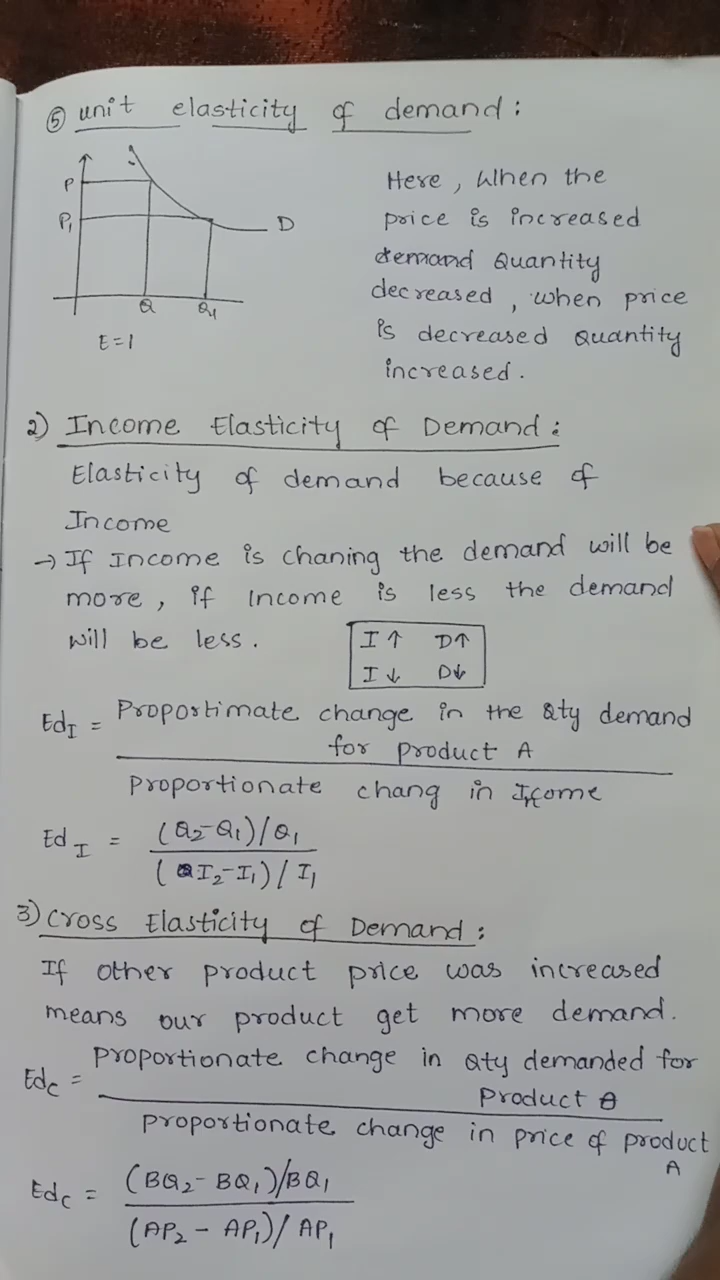 ⑤ unit elasticity of demand :
P
P1
D
Q
Q1
E=1
Here, When the
price is increased
demand Quantity
decreased, when price
is decreased Quantity
increased.
2) Income Elasticity of Demand :
Elasticity of demand because of
Income
→ If Income is chaning the demand will be
more, if Income is less the demand
will be less.
I ↑ D↑
I ↓ D↓
EdI = Proportimate change in the Qty demand
for product A
Proportionate chang in Income
Ed I = (Q2-Q1)/Q1
(I2-I1)/I1
3) Cross Elasticity of Demand :
If other product price was increased
means our product get more demand.
Edc = Proportionate change in Qty demanded for
Product B
Proportionate change in price of product
A
Edc = (BQ2 - BQ1)/BQ1
(AP2 - AP1)/AP1